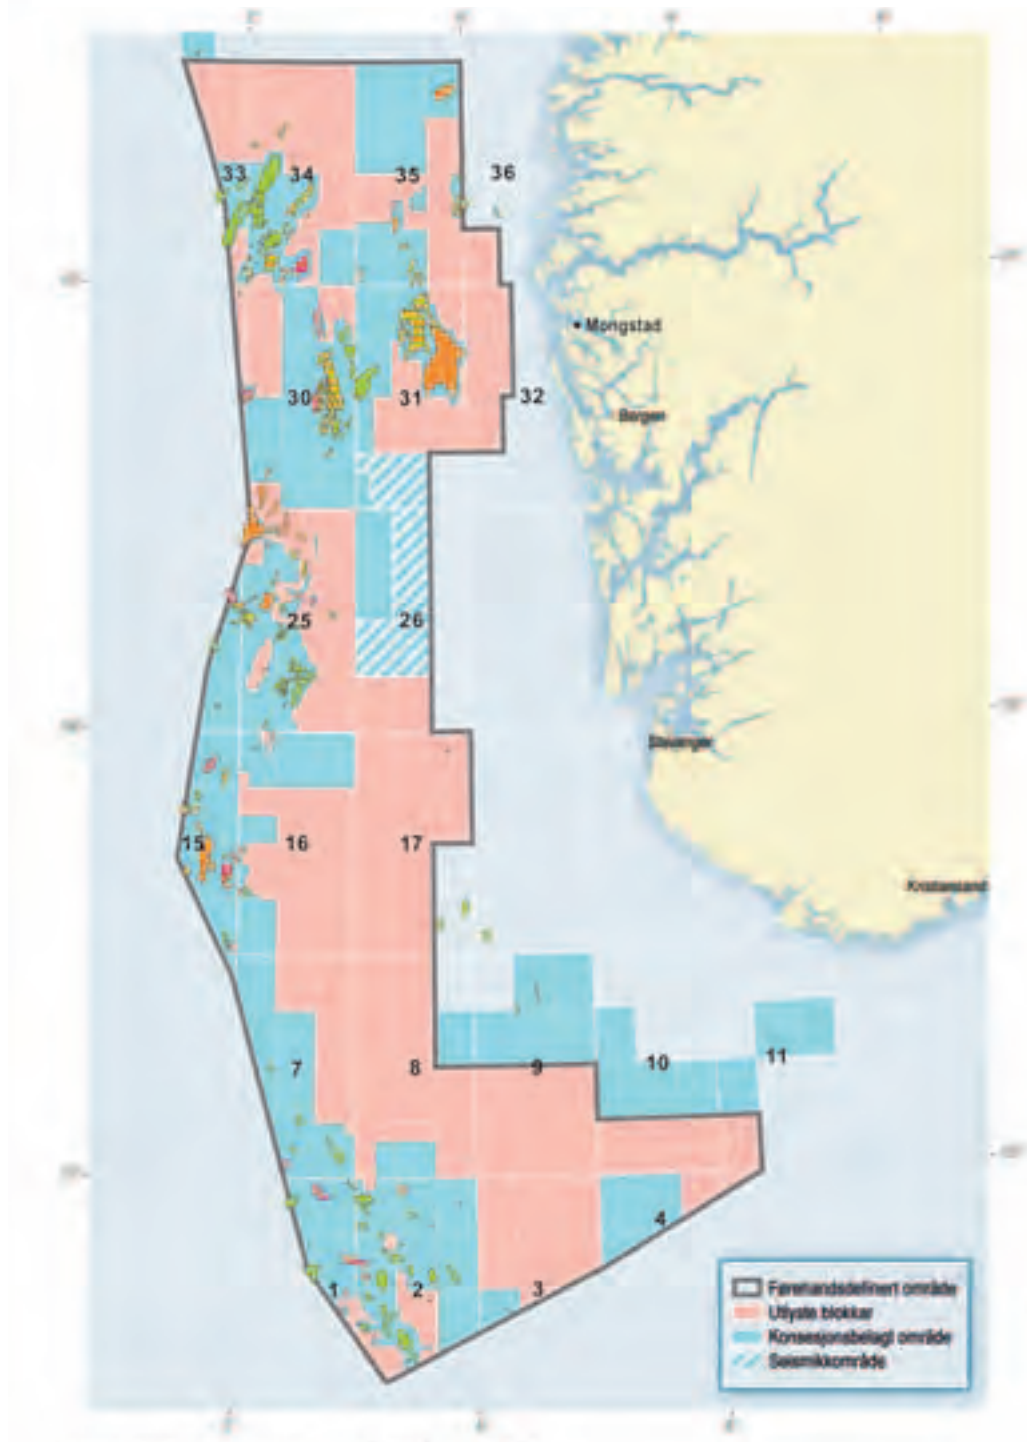 33
34
35
36
Mongstad
30
31
32
Bergen
25
26
Stavanger
15
16
17
Kristiansand
7
8
9
10
11
4
1
2
3
Førehandsdefinert område
Utlyste blokkar
Konsesjonsbelagt område
Seismikkområde